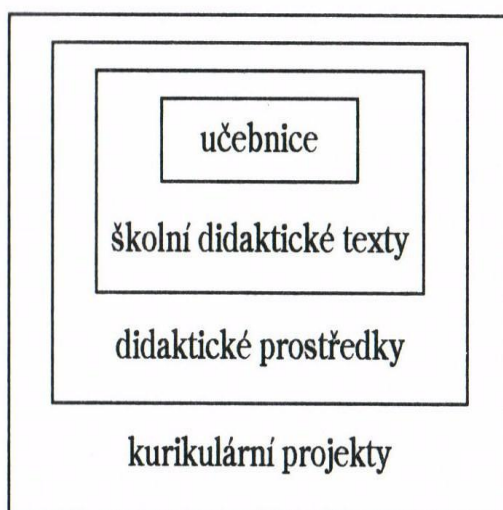 učebnice
školní didaktické texty
didaktické prostředky
kurikulární projekty